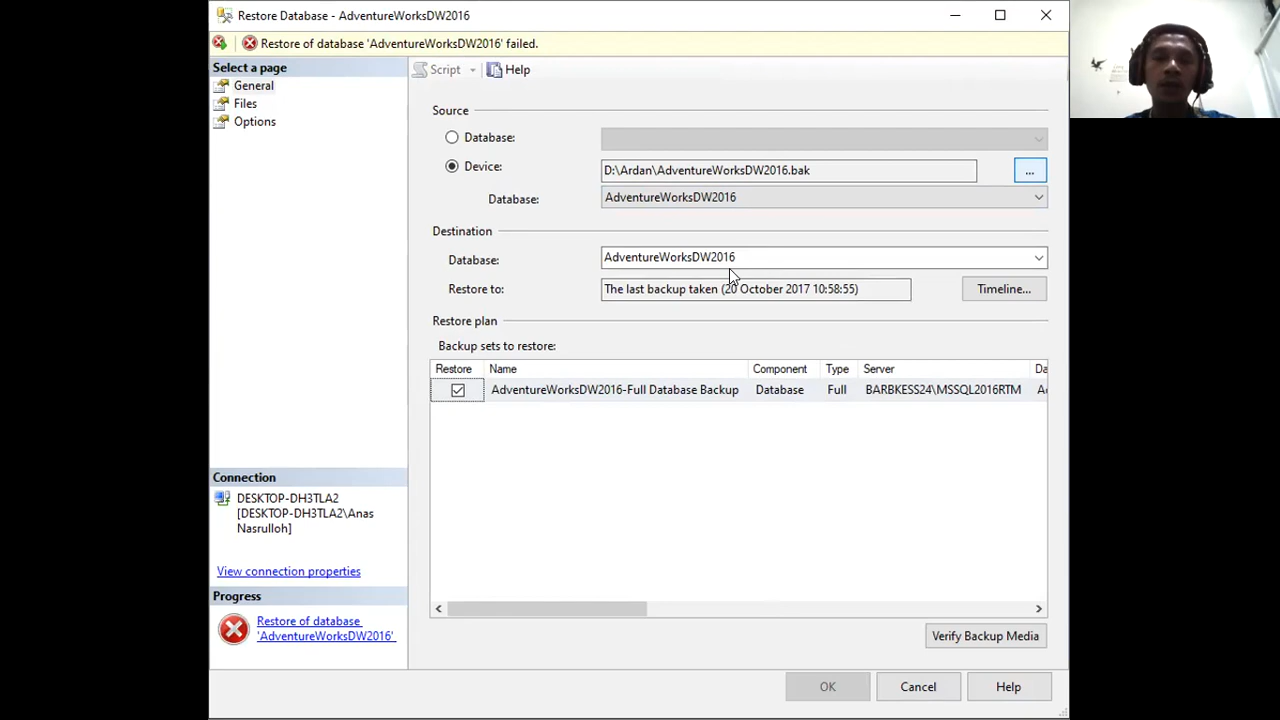 Restore Database - AdventureWorksDW2016
Restore of database 'AdventureWorksDW2016' failed.
Select a page
General
Files
Options
Script
Help
Source
Database:
Device:
D:\Ardan\AdventureWorksDW2016.bak
...
Database:
AdventureWorksDW2016
Destination
Database:
AdventureWorksDW2016
Restore to:
The last backup taken (20 October 2017 10:58:55)
Timeline...
Restore plan
Backup sets to restore:
Restore Name Component Type Server Da
AdventureWorksDW2016-Full Database Backup Database Full BARBKESS24\MSSQL2016RTM
Connection
DESKTOP-DH3TLA2
[DESKTOP-DH3TLA2\Anas
Nasrulloh]
View connection properties
Progress
Restore of database
'AdventureWorksDW2016'
Verify Backup Media
OK
Cancel
Help